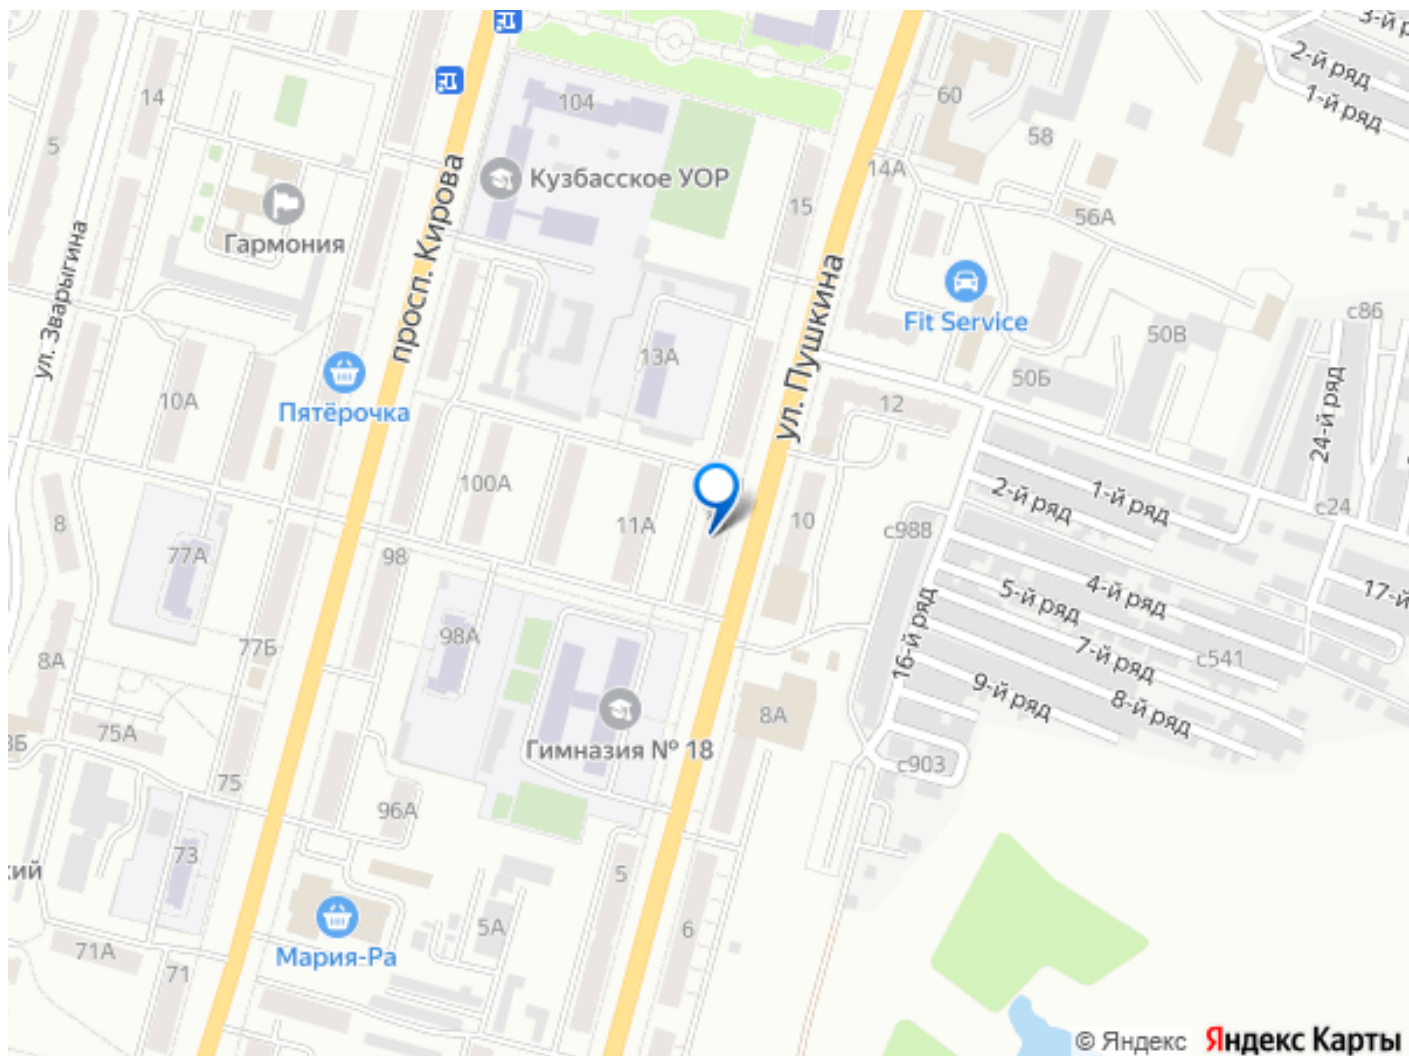 3-й р
2-й ряд
1-й ряд
14
104
60
5
58
просп. Кирова
Кузбасское УОР
14А
15
56А
Гармония
ул. Зварыгина
ул. Пушкина
Fit Service
с86
50В
13А
50Б
10А
Пятёрочка
12
24-й ряд
100А
2-й ряд
1-й ряд
с24
8
11А
10
с988
77А
98
4-й ряд
5-й ряд
17-й
16-й ряд
98А
77Б
7-й ряд
с541
8А
9-й ряд
8-й ряд
8А
75А
3Б
Гимназия № 18
с903
75
96А
73
кий
5
5А
6
71А
Мария-Ра
71
© Яндекс Яндекс Карты